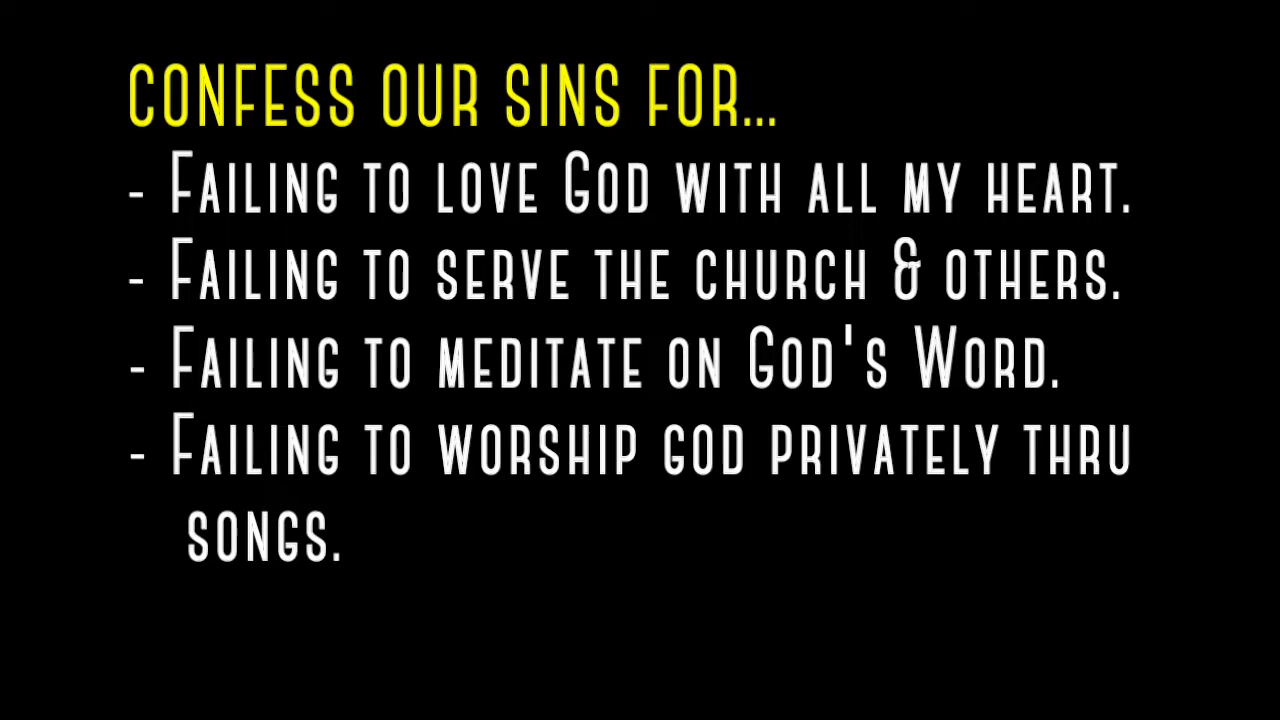 CONFESS OUR SINS FOR...
- FAILING TO LOVE GOD WITH ALL MY HEART.
- FAILING TO SERVE THE CHURCH & OTHERS.
- FAILING TO MEDITATE ON GOD'S WORD.
- FAILING TO WORSHIP GOD PRIVATELY THRU
SONGS.